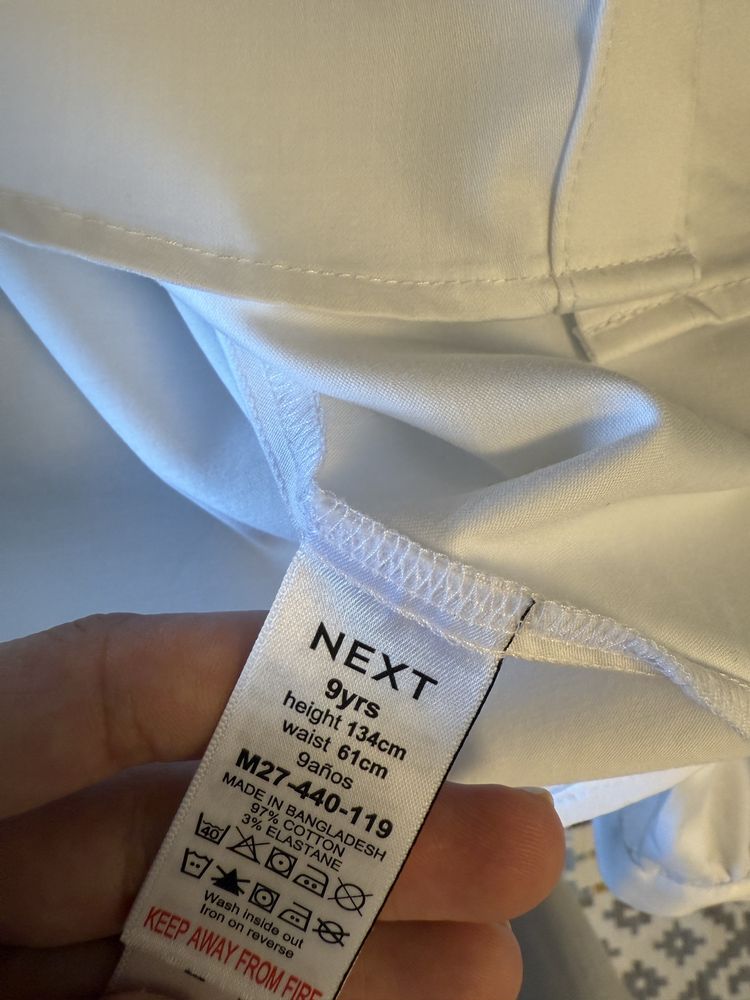 NEXT
9yrs
height 134cm
waist 61cm
9años
M27-440-119
MADE IN BANGLADESH
97% COTTON
3% ELASTANE
40
Wash inside out
Iron on reverse
KEEP AWAY FROM FIRE